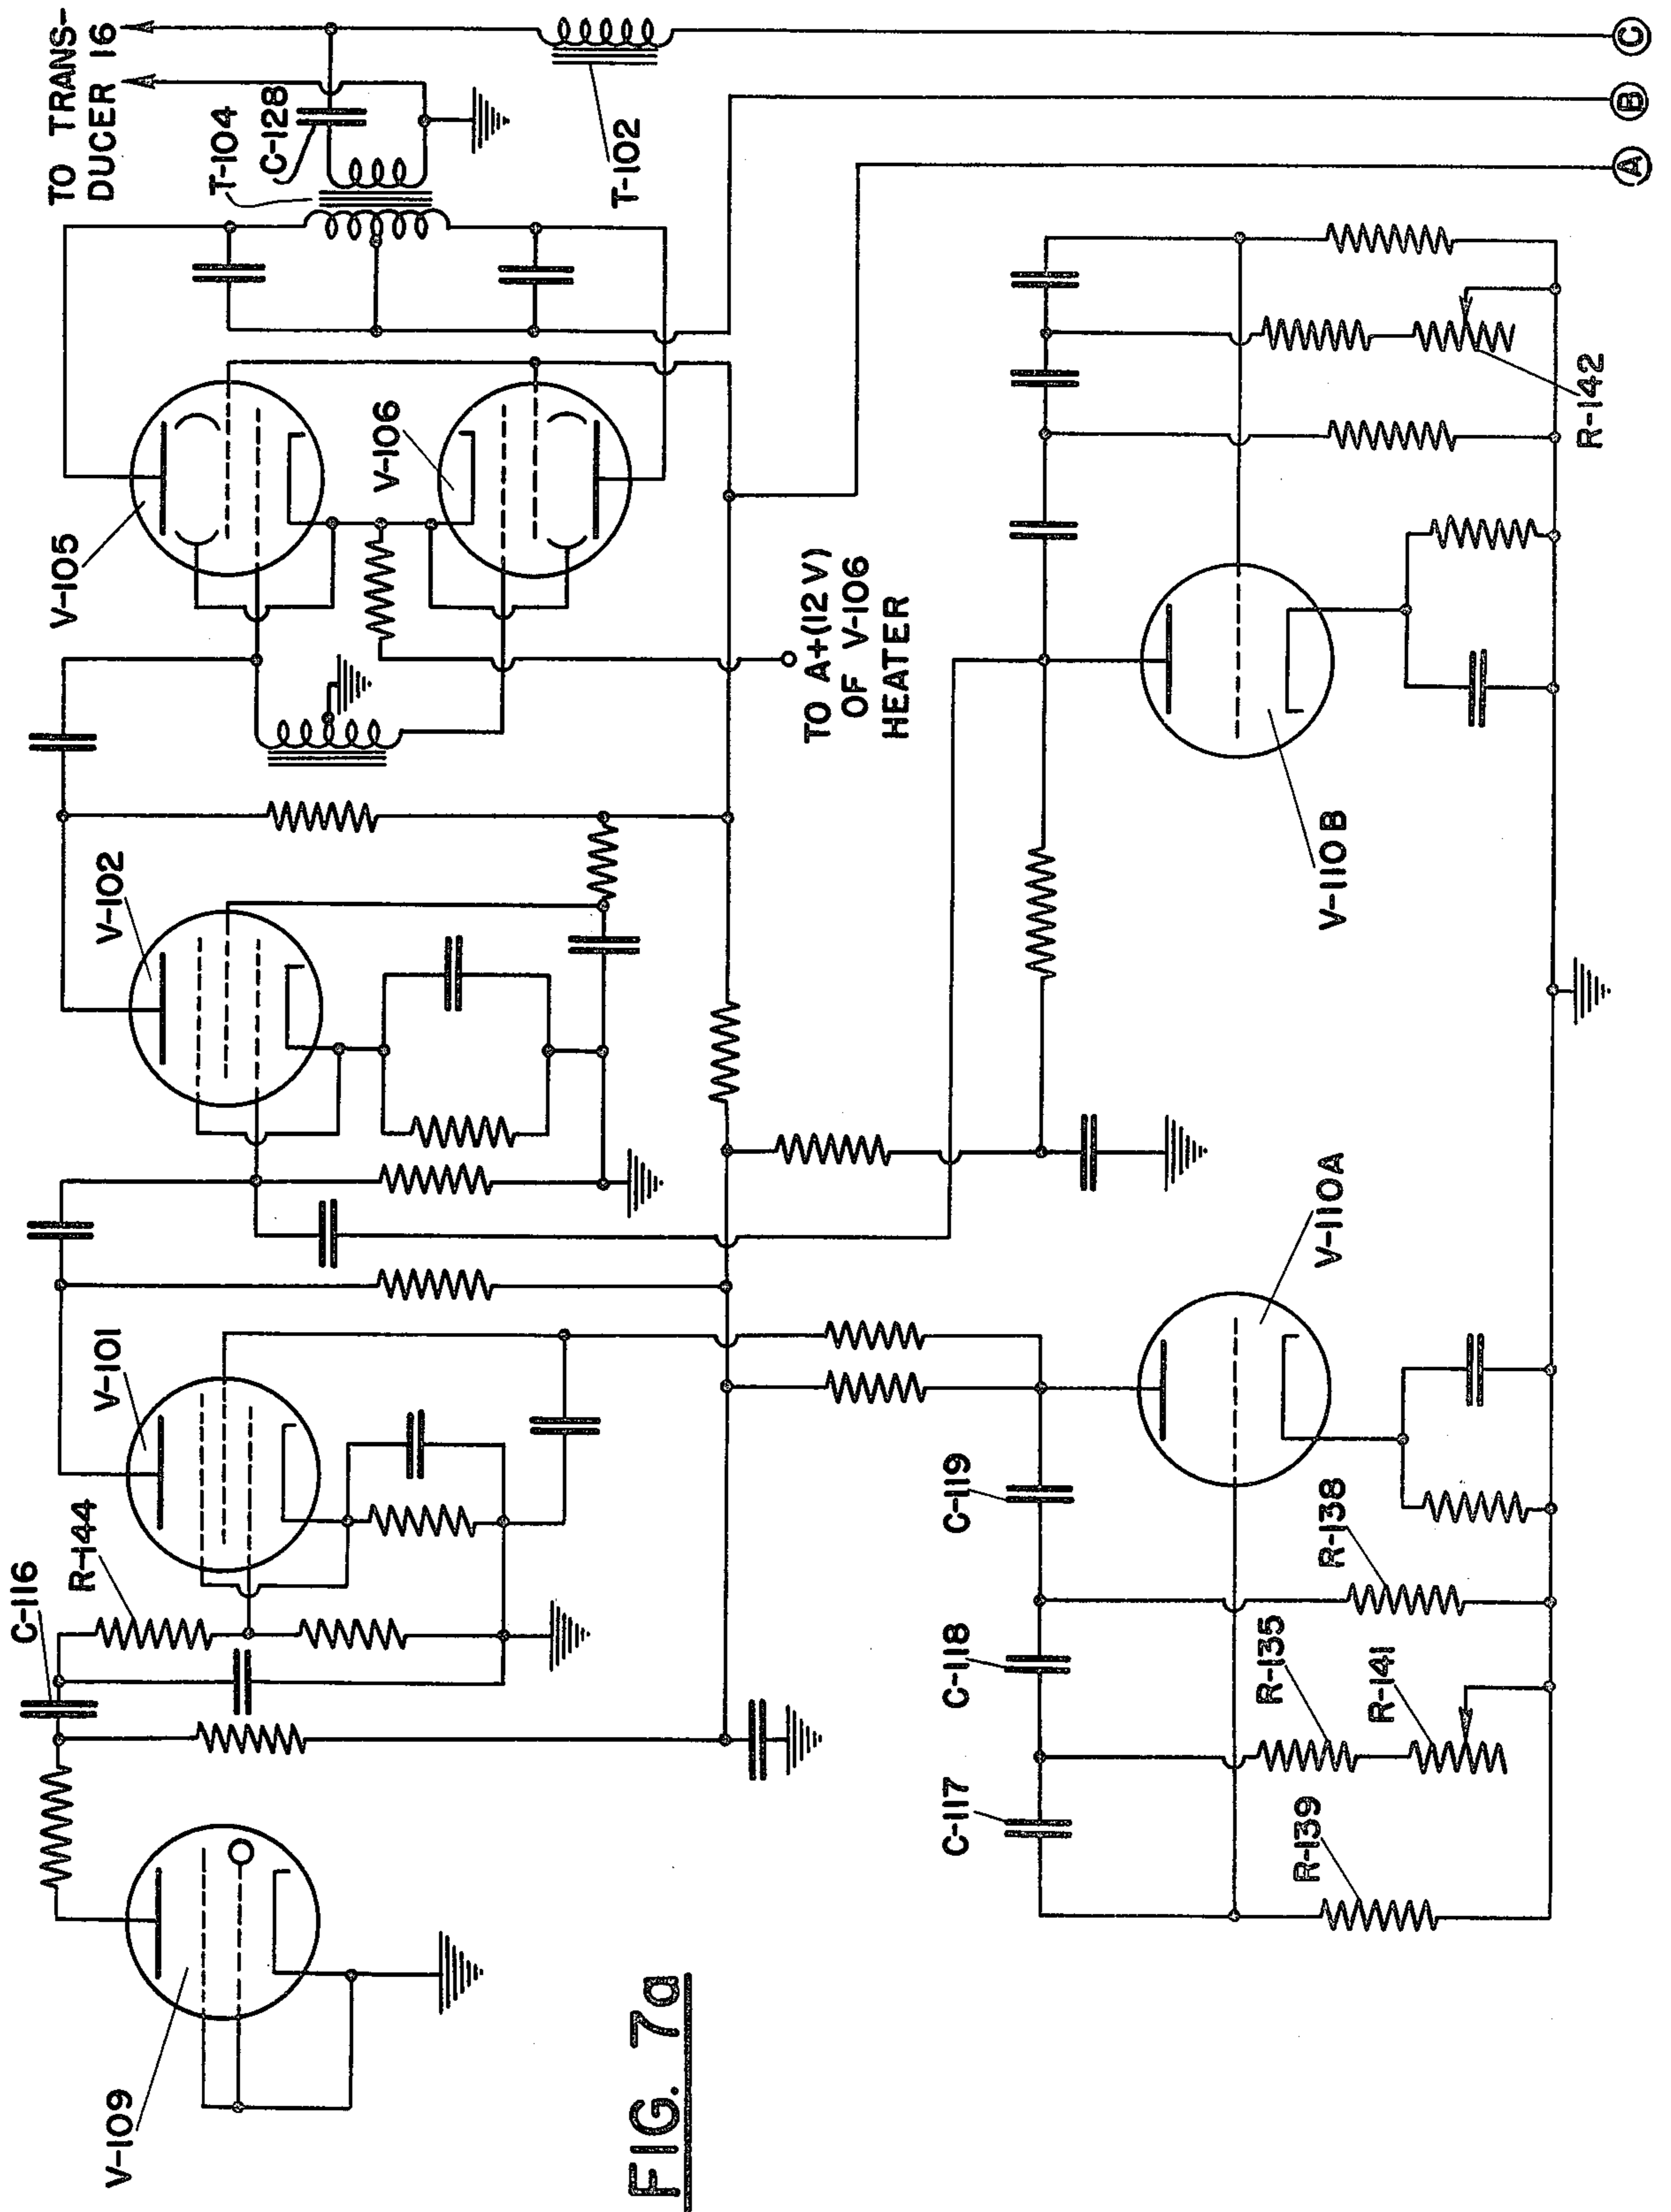 TO TRANS-
DUCER 16
T-104
C-128
T-102
V-105
V-106
TO A+(12 V)
OF V-106
HEATER
V-102
V-101
R-144
C-116
V-109
R-142
V-110B
V-110A
C-119
C-118
C-117
R-138
R-135
R-141
R-139
A
B
C
FIG. 7a